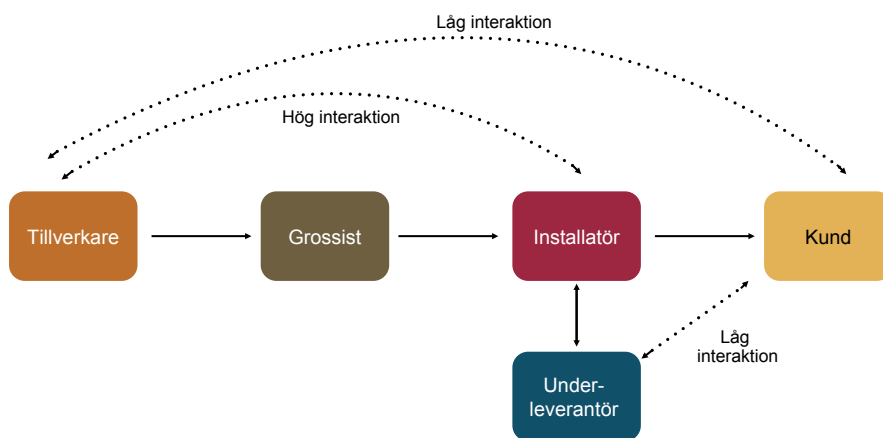 Låg interaktion
Hög interaktion
Tillverkare
Grossist
Installatör
Kund
Låg
interaktion
Under-
leverantör